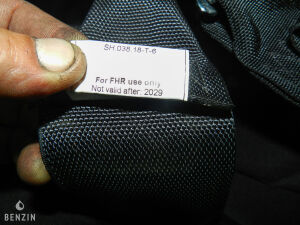 SH.038.18-T-6
For FHR use only
Not valid after: 2029
BENZIN